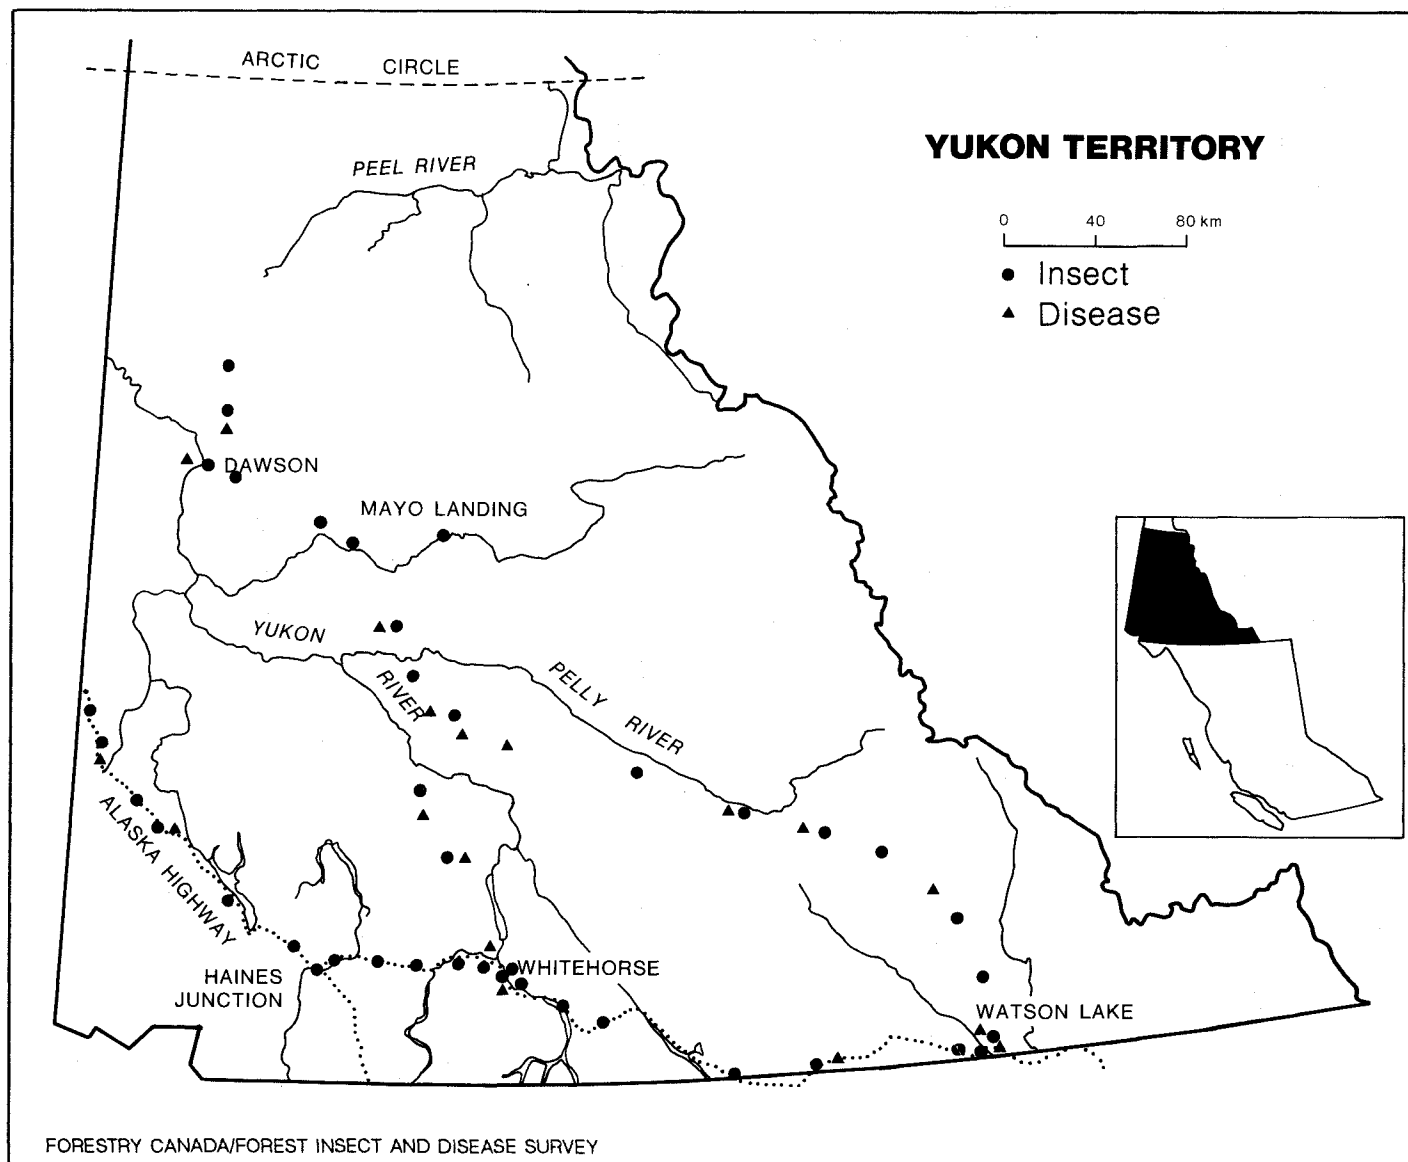 ARCTIC CIRCLE
YUKON TERRITORY
PEEL RIVER
0 40 80 km
Insect
Disease
DAWSON
MAYO LANDING
YUKON
RIVER
PELLY RIVER
ALASKA HIGHWAY
HAINES
JUNCTION
WHITEHORSE
WATSON LAKE
FORESTRY CANADA/FOREST INSECT AND DISEASE SURVEY